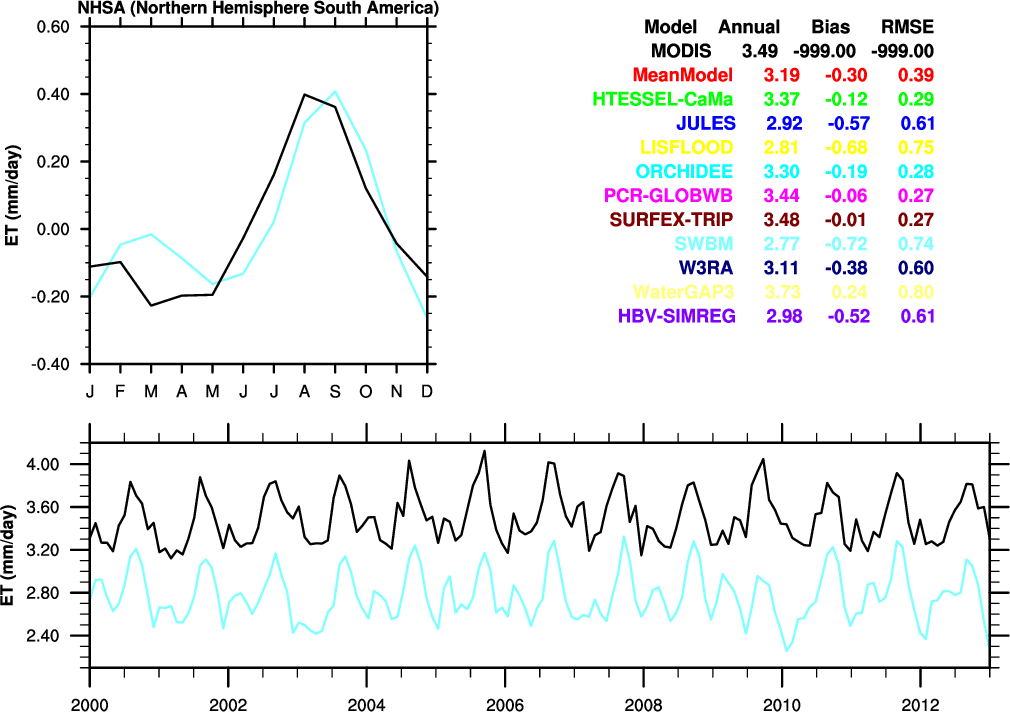 NHSA (Northern Hemisphere South America)
Model Annual Bias RMSE
MODIS 3.49 -999.00 -999.00
MeanModel 3.19 -0.30 0.39
HTESSEL-CaMa 3.37 -0.12 0.29
JULES 2.92 -0.57 0.61
LISFLOOD 2.81 -0.68 0.75
ORCHIDEE 3.30 -0.19 0.28
PCR-GLOBWB 3.44 -0.06 0.27
SURFEX-TRIP 3.48 -0.01 0.27
SWBM 2.77 -0.72 0.74
W3RA 3.11 -0.38 0.60
WaterGAP3 3.73 0.24 0.80
HBV-SIMREG 2.98 -0.52 0.61
ET (mm/day)
0.60
0.40
0.20
0.00
-0.20
-0.40
J F M A M J J A S O N D
ET (mm/day)
4.00
3.60
3.20
2.80
2.40
2000 2002 2004 2006 2008 2010 2012